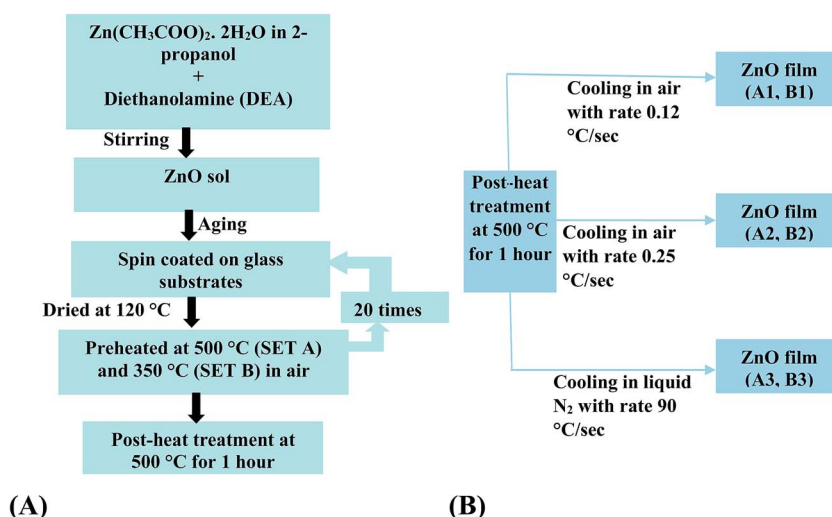 Zn(CH₃COO)₂. 2H₂O in 2-
propanol
+
Diethanolamine (DEA)
Stirring
ZnO sol
Aging
Spin coated on glass
substrates
Dried at 120 °C
20 times
Preheated at 500 °C (SET A)
and 350 °C (SET B) in air
Post-heat treatment at
500 °C for 1 hour
(A)
Post-heat
treatment
at 500 °C
for 1 hour
Cooling in air
with rate 0.12
°C/sec
ZnO film
(A1, B1)
Cooling in air
with rate 0.25
°C/sec
ZnO film
(A2, B2)
Cooling in liquid
N₂ with rate 90
°C/sec
ZnO film
(A3, B3)
(B)